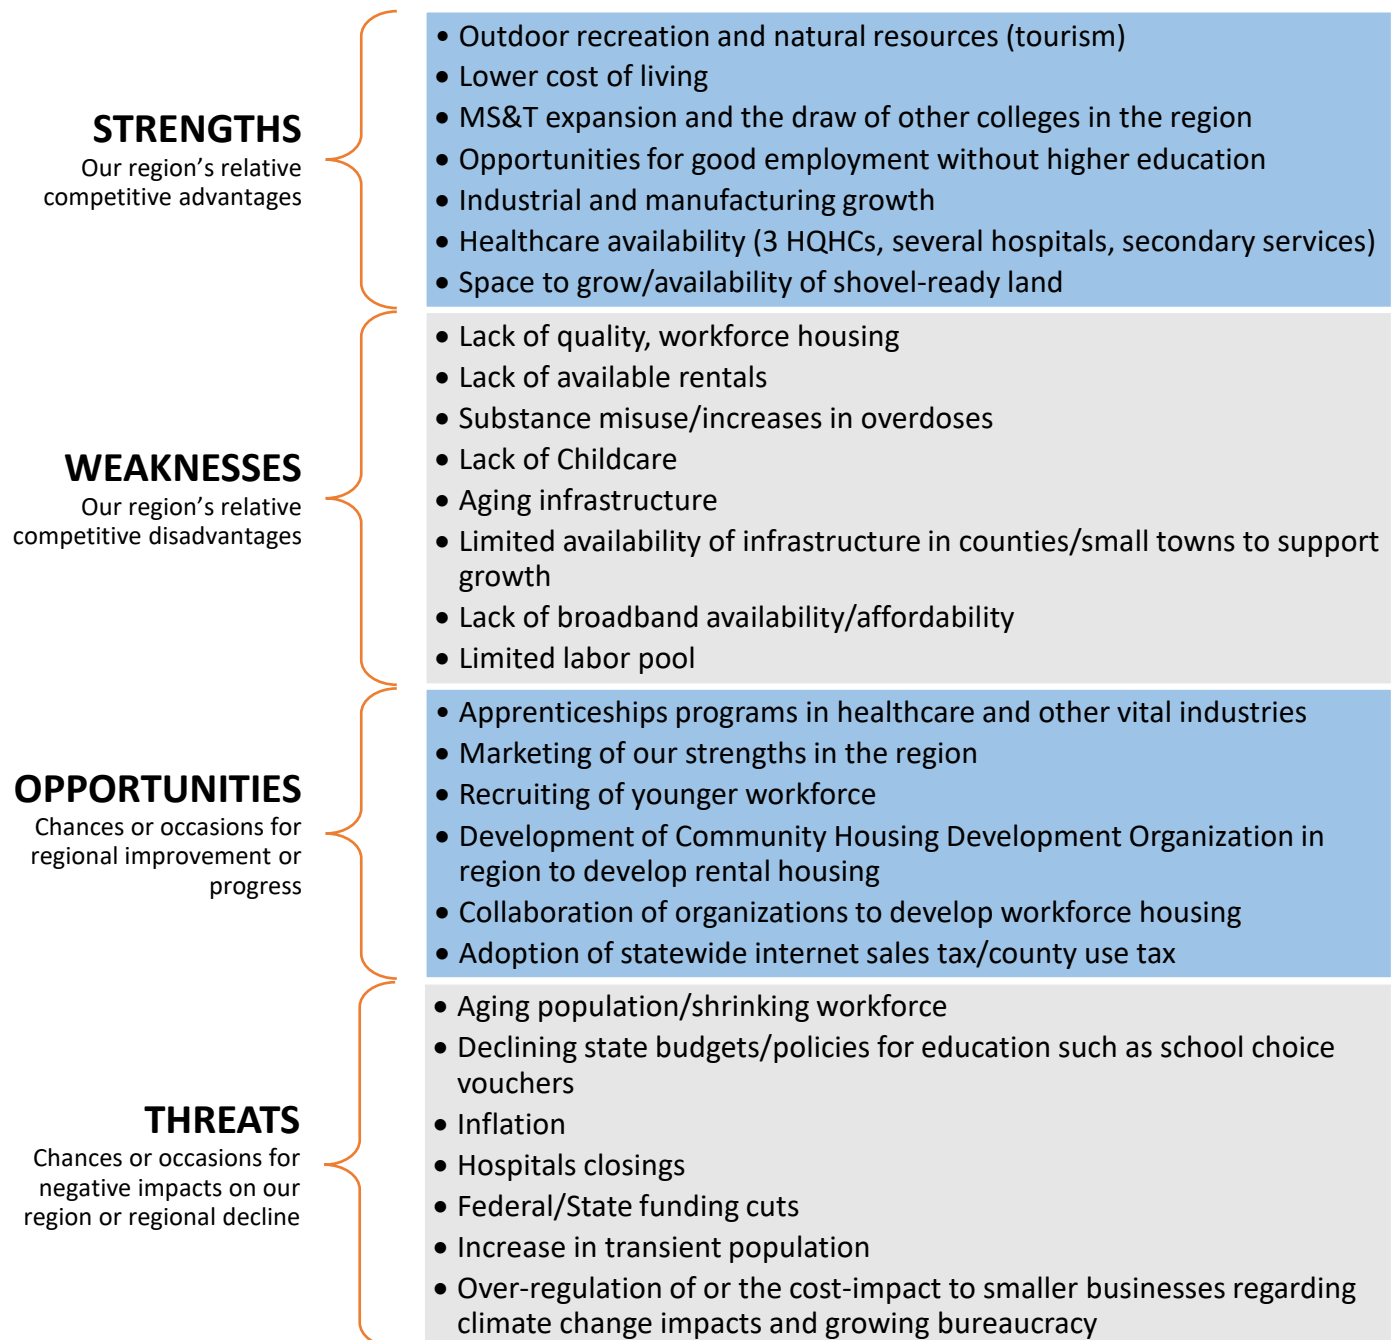 STRENGTHS
Our region’s relative
competitive advantages
• Outdoor recreation and natural resources (tourism)
• Lower cost of living
• MS&T expansion and the draw of other colleges in the region
• Opportunities for good employment without higher education
• Industrial and manufacturing growth
• Healthcare availability (3 HQHCs, several hospitals, secondary services)
• Space to grow/availability of shovel-ready land
WEAKNESSES
Our region’s relative
competitive disadvantages
• Lack of quality, workforce housing
• Lack of available rentals
• Substance misuse/increases in overdoses
• Lack of Childcare
• Aging infrastructure
• Limited availability of infrastructure in counties/small towns to support
growth
• Lack of broadband availability/affordability
• Limited labor pool
OPPORTUNITIES
Chances or occasions for
regional improvement or
progress
• Apprenticeships programs in healthcare and other vital industries
• Marketing of our strengths in the region
• Recruiting of younger workforce
• Development of Community Housing Development Organization in
region to develop rental housing
• Collaboration of organizations to develop workforce housing
• Adoption of statewide internet sales tax/county use tax
THREATS
Chances or occasions for
negative impacts on our
region or regional decline
• Aging population/shrinking workforce
• Declining state budgets/policies for education such as school choice
vouchers
• Inflation
• Hospitals closings
• Federal/State funding cuts
• Increase in transient population
• Over-regulation of or the cost-impact to smaller businesses regarding
climate change impacts and growing bureaucracy